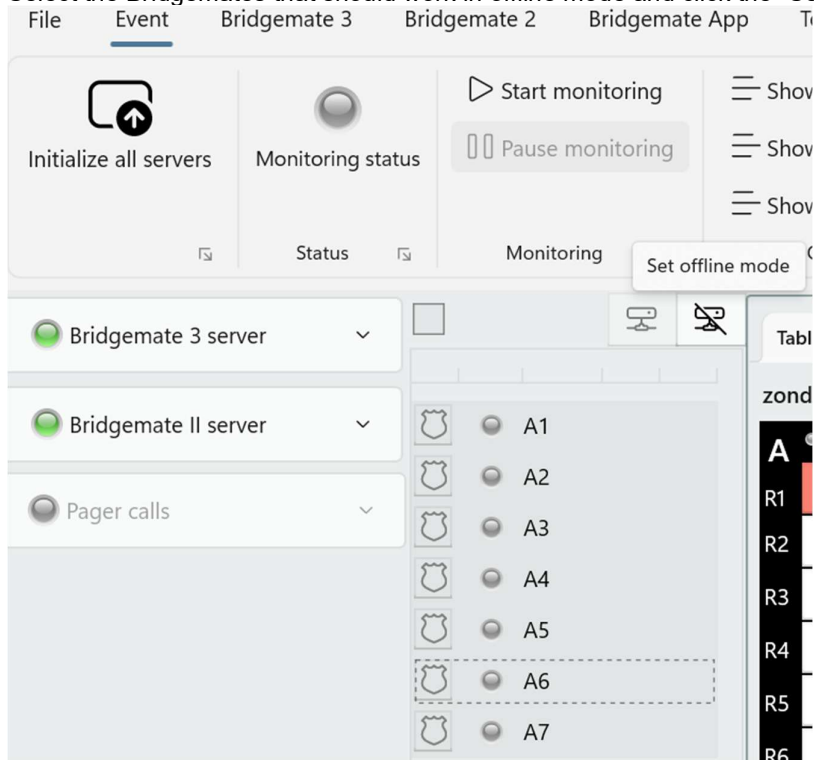 File Event Bridgemate 3 Bridgemate 2 Bridgemate App
Initialize all servers
Monitoring status
Start monitoring
Pause monitoring
Status
Monitoring
Set offline mode
Bridgemate 3 server
Bridgemate II server
Pager calls
A1
A2
A3
A4
A5
A6
A7
zond
A
R1
R2
R3
R4
R5
R6